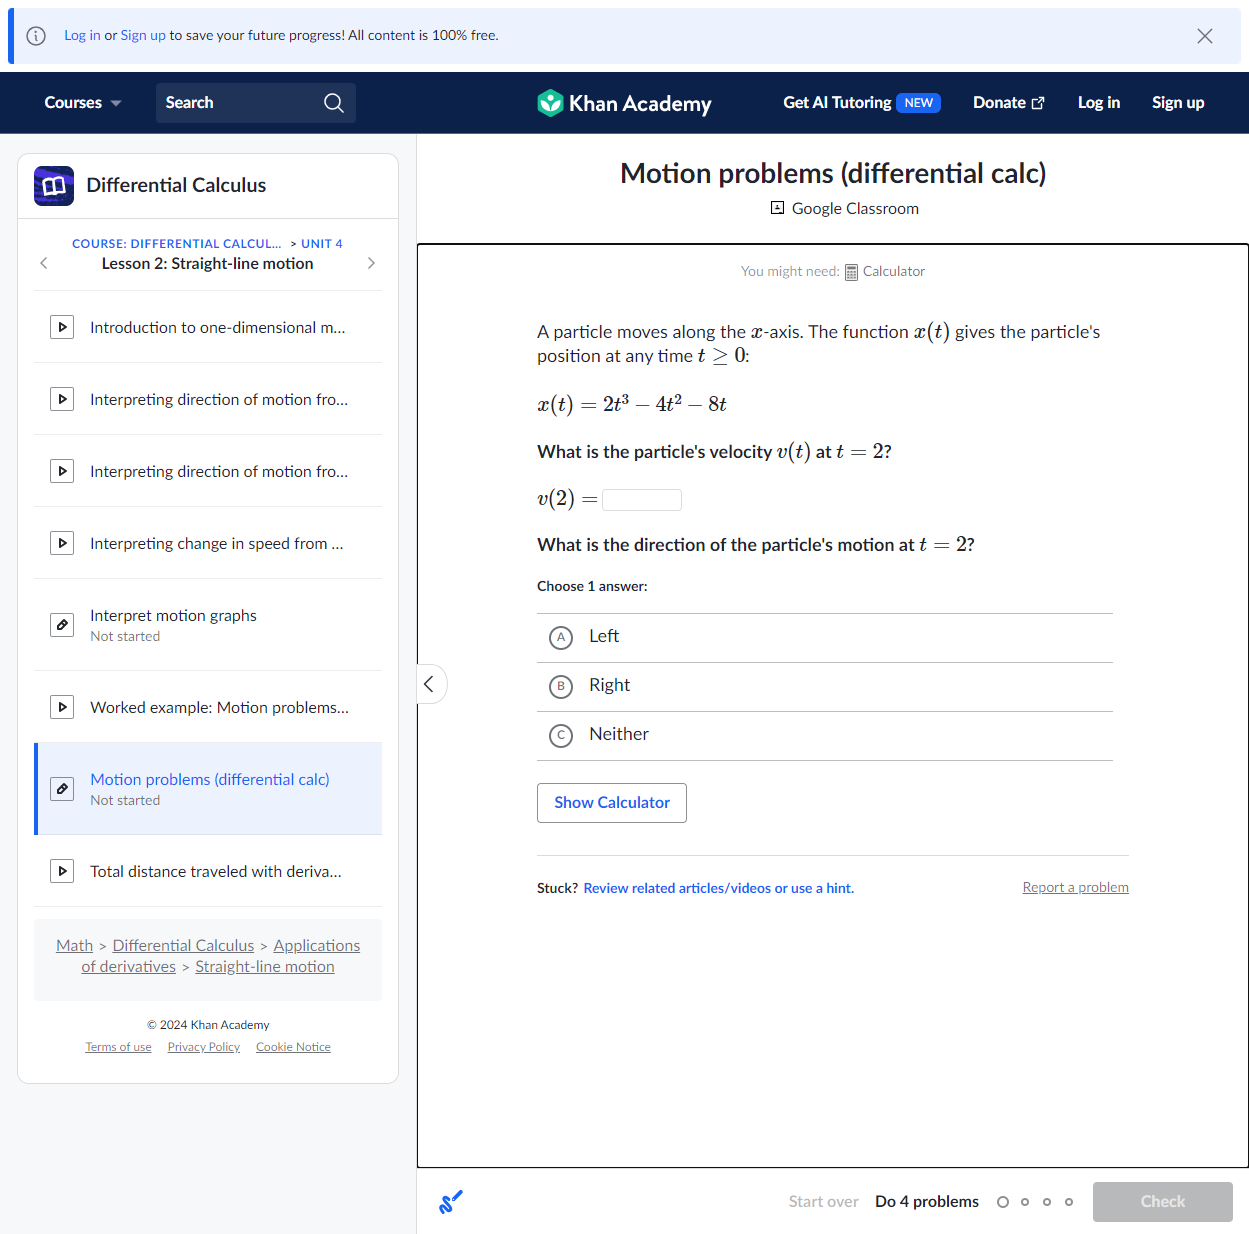 Log in or Sign up to save your future progress! All content is 100% free.
Courses
Search
Khan Academy
Get AI Tutoring NEW
Donate
Log in
Sign up
Differential Calculus
COURSE: DIFFERENTIAL CALCUL... > UNIT 4
Lesson 2: Straight-line motion
Introduction to one-dimensional m...
Interpreting direction of motion fro...
Interpreting direction of motion fro...
Interpreting change in speed from ...
Interpret motion graphs
Not started
Worked example: Motion problems...
Motion problems (differential calc)
Not started
Total distance traveled with deriva...
Math > Differential Calculus > Applications
of derivatives > Straight-line motion
© 2024 Khan Academy
Terms of use Privacy Policy Cookie Notice
Motion problems (differential calc)
Google Classroom
You might need: Calculator
A particle moves along the x-axis. The function x(t) gives the particle's
position at any time t ≥ 0:
x(t) = 2t³ − 4t² − 8t
What is the particle's velocity v(t) at t = 2?
v(2) =
What is the direction of the particle's motion at t = 2?
Choose 1 answer:
A Left
B Right
C Neither
Show Calculator
Stuck? Review related articles/videos or use a hint.
Report a problem
Start over
Do 4 problems
Check